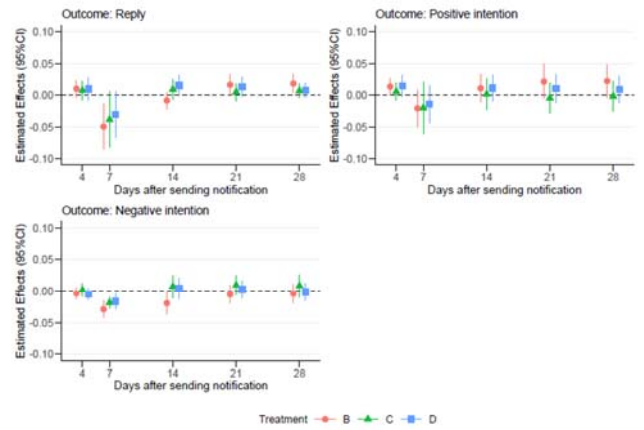 Outcome: Reply
Estimated Effects (95%CI)
0.10
0.05
0.00
-0.05
-0.10
4 7 14 21 28
Days after sending notification
Outcome: Positive intention
Estimated Effects (95%CI)
0.10
0.05
0.00
-0.05
-0.10
4 7 14 21 28
Days after sending notification
Outcome: Negative intention
Estimated Effects (95%CI)
0.10
0.05
0.00
-0.05
-0.10
4 7 14 21 28
Days after sending notification
Treatment B C D